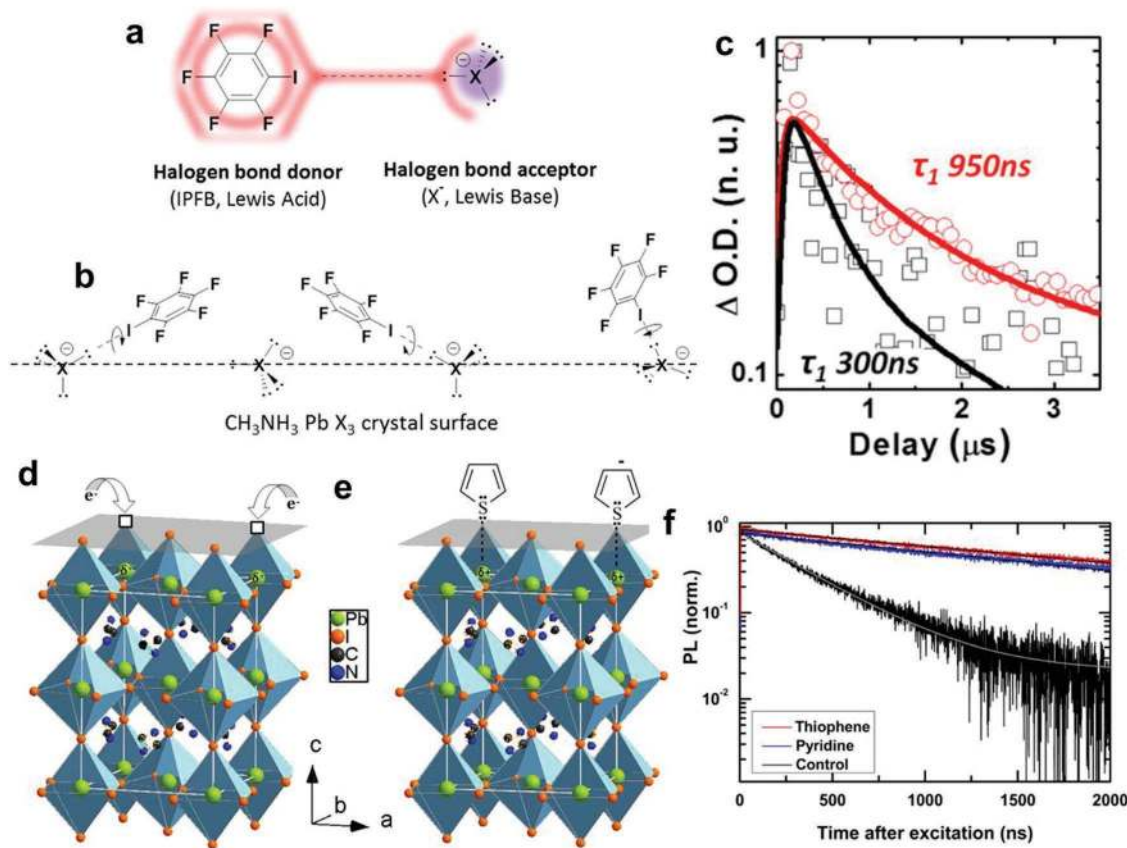 a
F
F
F
I
F
F
X
Halogen bond donor
(IPFB, Lewis Acid)
Halogen bond acceptor
(X⁻, Lewis Base)
b
F
F
F
F
F
I
X
X
F
F
F
F
F
I
X
F
F
F
F
F
I
X
CH₃NH₃ Pb X₃ crystal surface
c
1
0.1
Δ O.D. (n. u.)
τ₁ 950ns
τ₁ 300ns
0
1
2
3
Delay (μs)
d
e⁻
e⁻
δ⁺
δ⁺
Pb
I
C
N
c
b
a
e
S
S
-
δ+
δ+
f
10⁰
10⁻¹
10⁻²
PL (norm.)
Thiophene
Pyridine
Control
0
500
1000
1500
2000
Time after excitation (ns)